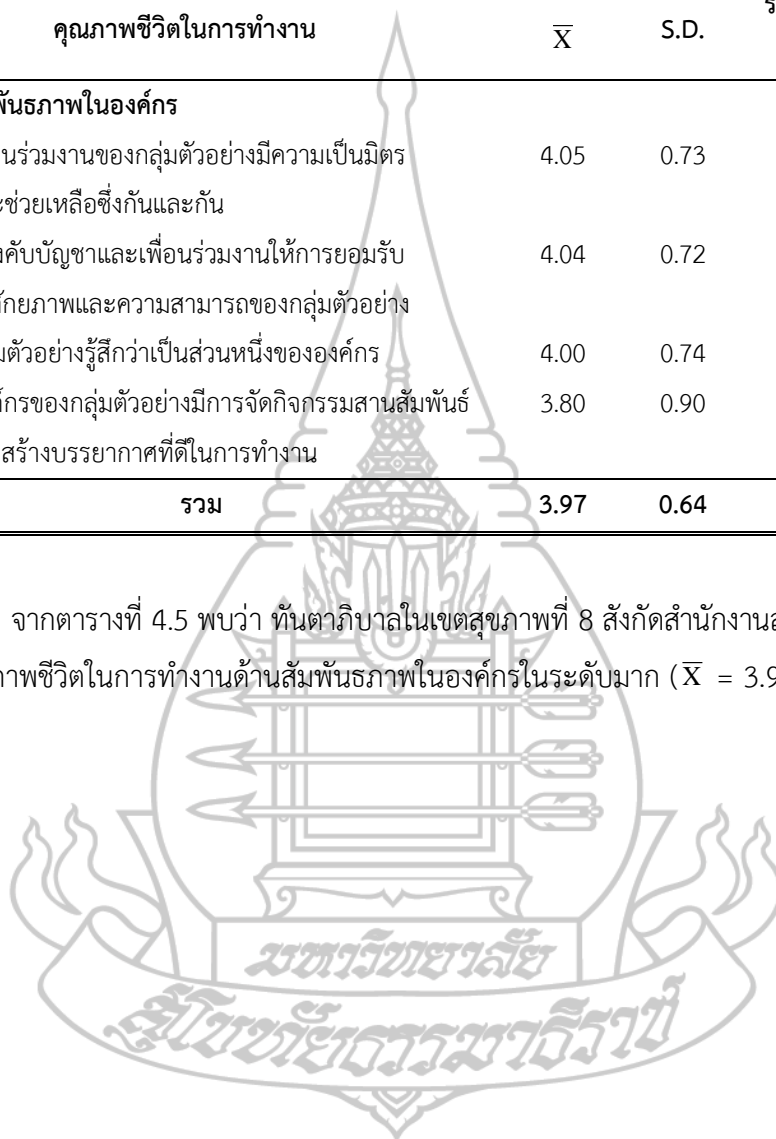 คุณภาพชีวิตในการทำงาน X̄ S.D.
พันธภาพในองค์กร
นร่วมงานของกลุ่มตัวอย่างมีความเป็นมิตร 4.05 0.73
ะช่วยเหลือซึ่งกันและกัน
งคับบัญชาและเพื่อนร่วมงานให้การยอมรับ 4.04 0.72
ักยภาพและความสามารถของกลุ่มตัวอย่าง
มตัวอย่างรู้สึกว่าเป็นส่วนหนึ่งขององค์กร 4.00 0.74
ค์กรของกลุ่มตัวอย่างมีการจัดกิจกรรมสานสัมพันธ์ 3.80 0.90
สร้างบรรยากาศที่ดีในการทำงาน
รวม 3.97 0.64
จากตารางที่ 4.5 พบว่า ทันตาภิบาลในเขตสุขภาพที่ 8 สังกัดสำนักงานส
ภาพชีวิตในการทำงานด้านสัมพันธภาพในองค์กรในระดับมาก (X̄ = 3.9
มหาวิทยาลัย
สุโขทัยธรรมาธิราช